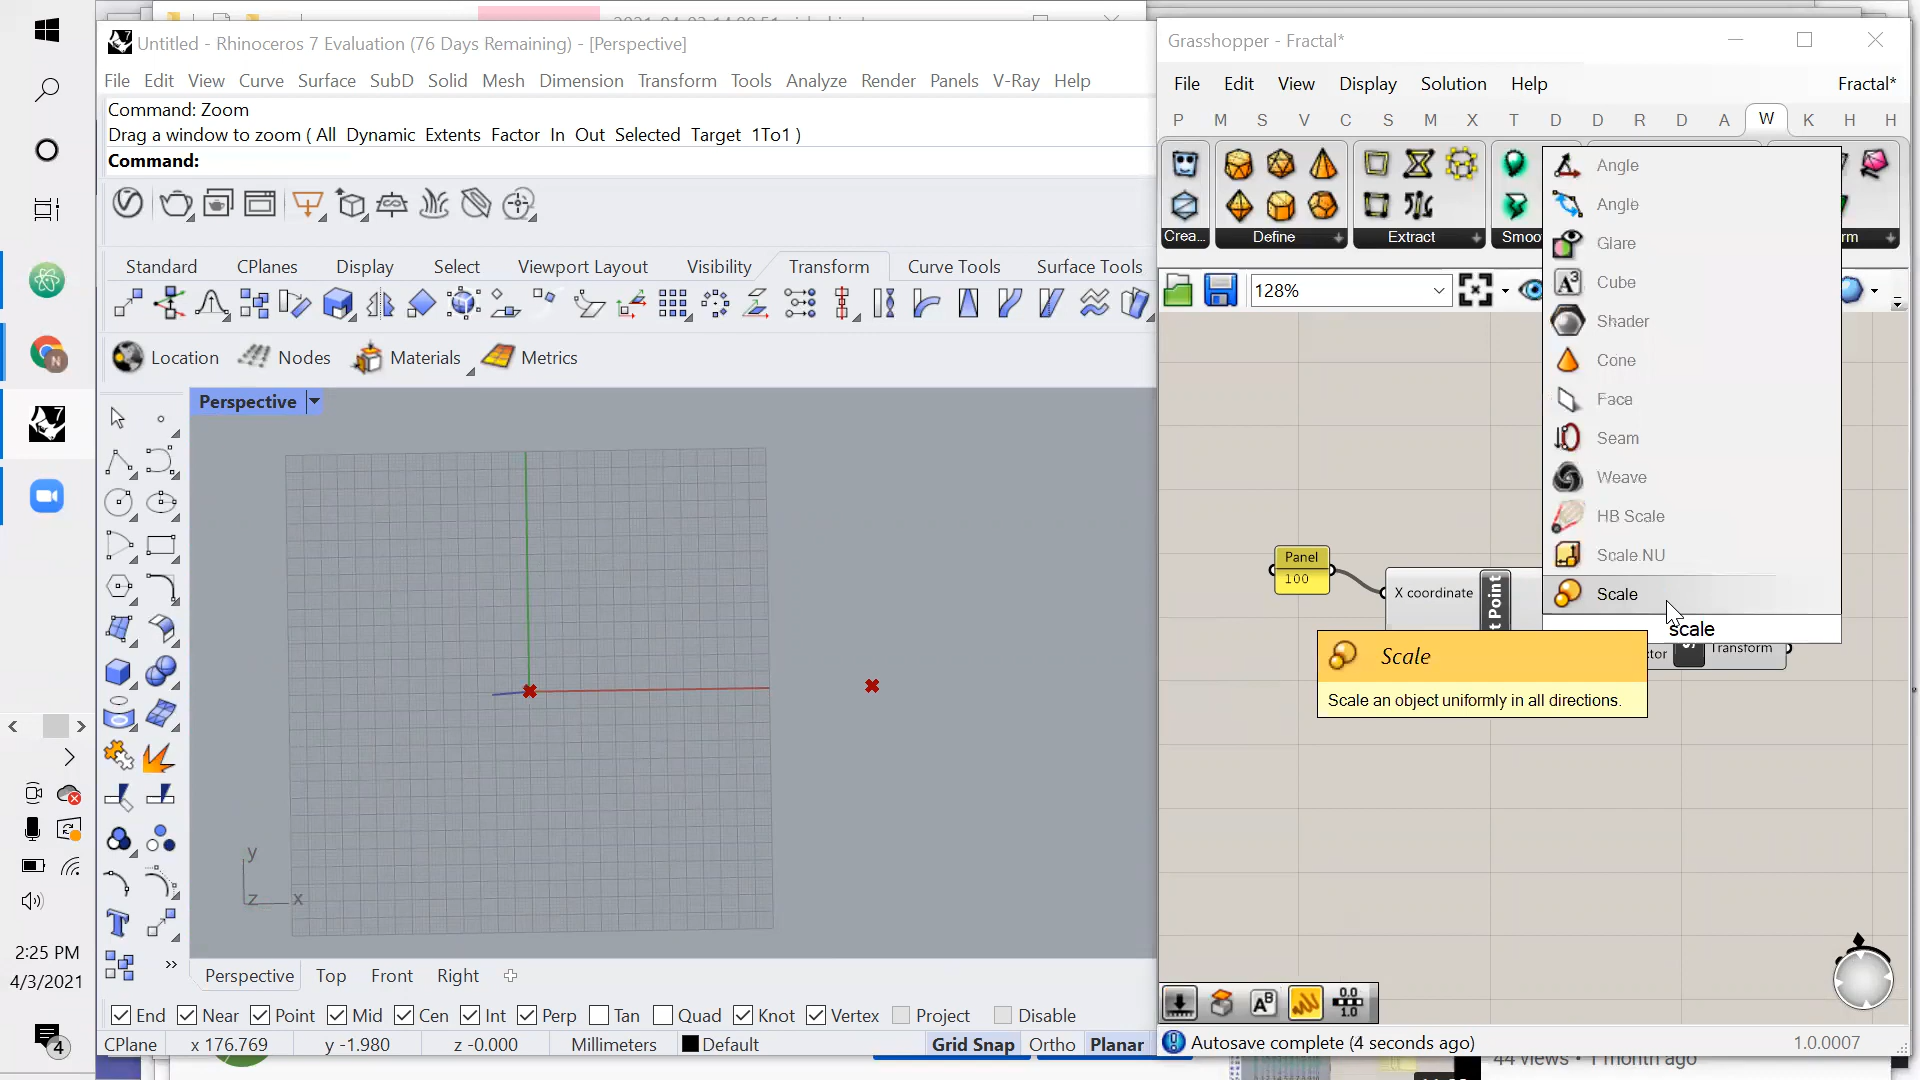 Untitled - Rhinoceros 7 Evaluation (76 Days Remaining) - [Perspective]
File Edit View Curve Surface SubD Solid Mesh Dimension Transform Tools Analyze Render Panels V-Ray Help
Command: Zoom
Drag a window to zoom ( All Dynamic Extents Factor In Out Selected Target 1To1 )
Command:
Standard CPlanes Display Select Viewport Layout Visibility Transform Curve Tools Surface Tools
Location Nodes Materials Metrics
Perspective
y
z x
Perspective Top Front Right
End Near Point Mid Cen Int Perp Tan Quad Knot Vertex Project Disable
CPlane x 176.769 y -1.980 z -0.000 Millimeters Default Grid Snap Ortho Planar
7
2:25 PM
4/3/2021
4
Grasshopper - Fractal*
File Edit View Display Solution Help Fractal*
P M S V C S M X T D D R D A W K H H
Crea... Define Extract Smoo rm
128%
Angle
Angle
Glare
Cube
Shader
Cone
Face
Seam
Weave
HB Scale
Scale NU
Scale
scale
Panel
100
X coordinate
t Point
ctor Transform
Scale
Scale an object uniformly in all directions.
Autosave complete (4 seconds ago) 1.0.0007
44 views • 1 month ago